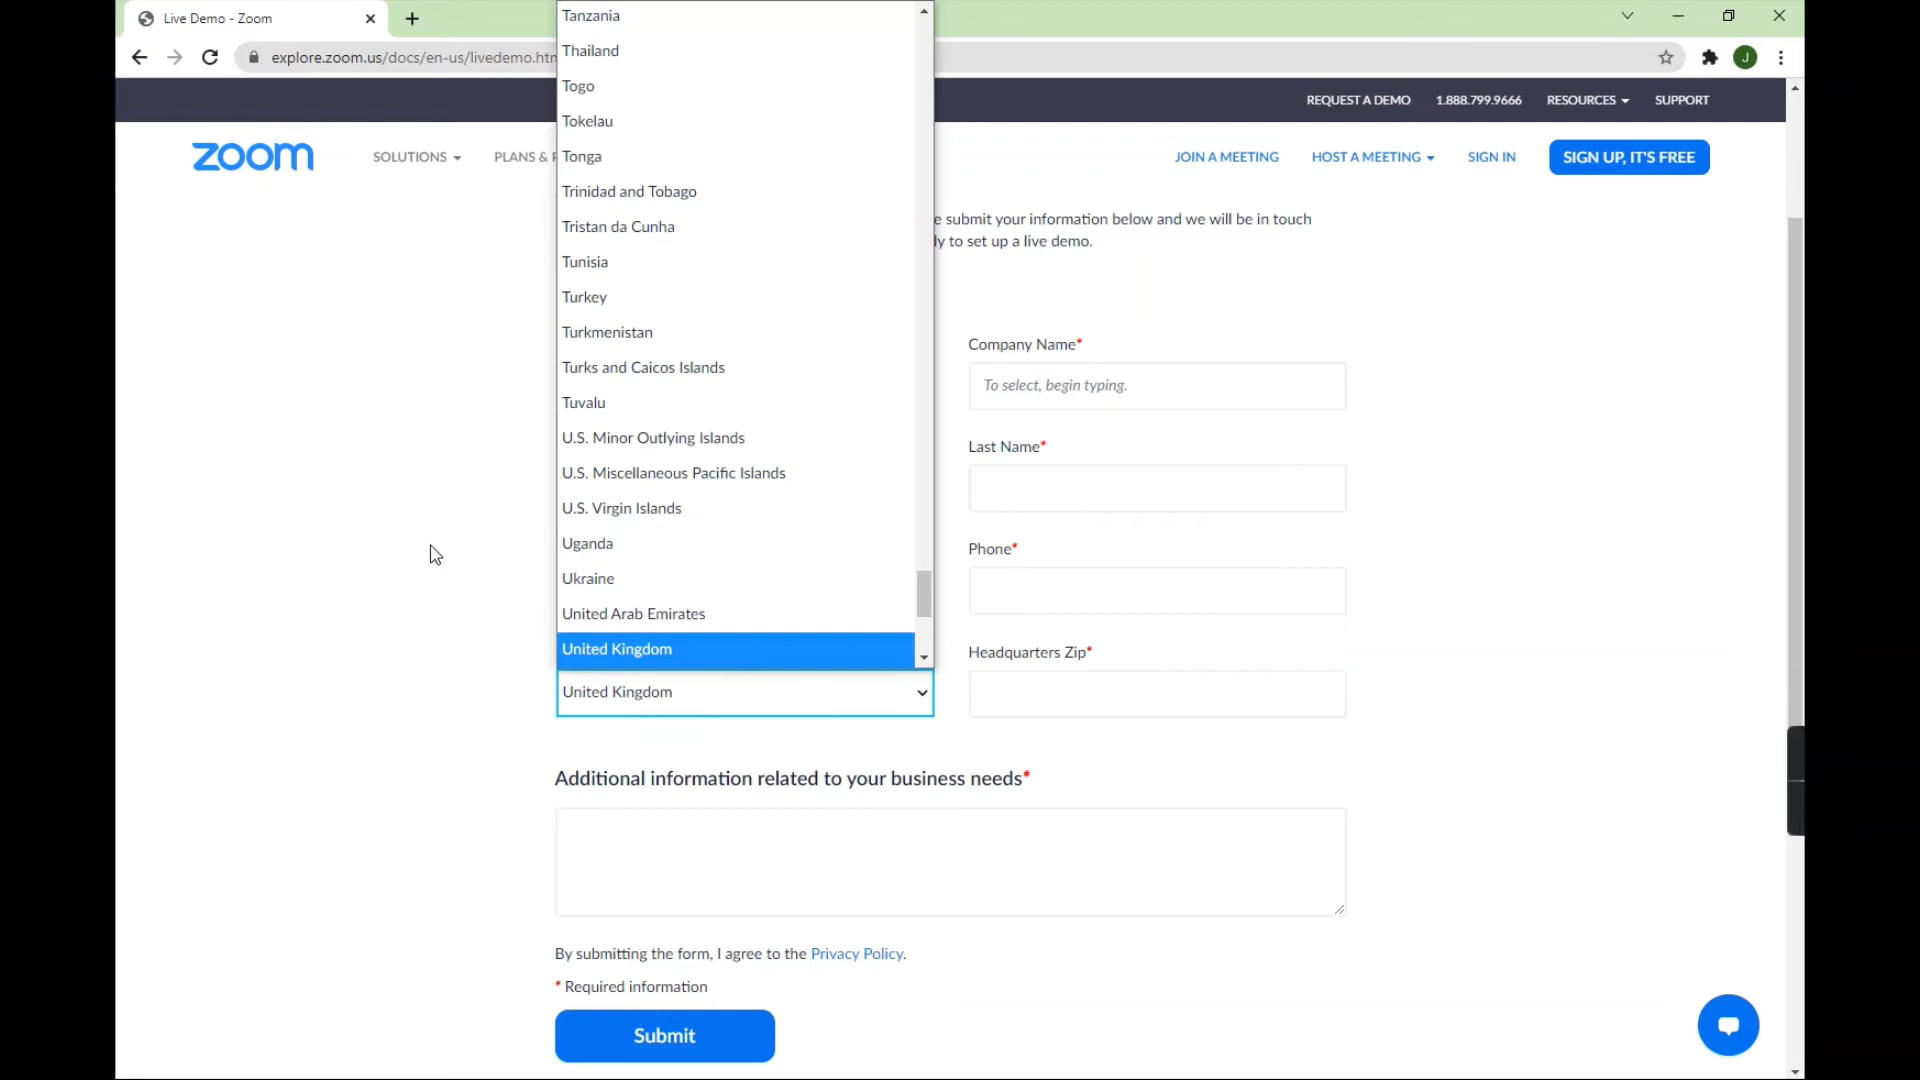 Live Demo - Zoom
explore.zoom.us/docs/en-us/livedemo.htm
J
REQUEST A DEMO
1.888.799.9666
RESOURCES
SUPPORT
zoom
SOLUTIONS
PLANS &
JOIN A MEETING
HOST A MEETING
SIGN IN
SIGN UP, IT'S FREE
Tanzania
Thailand
Togo
Tokelau
Tonga
Trinidad and Tobago
Tristan da Cunha
Tunisia
Turkey
Turkmenistan
Turks and Caicos Islands
Tuvalu
U.S. Minor Outlying Islands
U.S. Miscellaneous Pacific Islands
U.S. Virgin Islands
Uganda
Ukraine
United Arab Emirates
United Kingdom
United Kingdom
e submit your information below and we will be in touch
ly to set up a live demo.
Company Name*
To select, begin typing.
Last Name*
Phone*
Headquarters Zip*
Additional information related to your business needs*
By submitting the form, I agree to the Privacy Policy.
* Required information
Submit